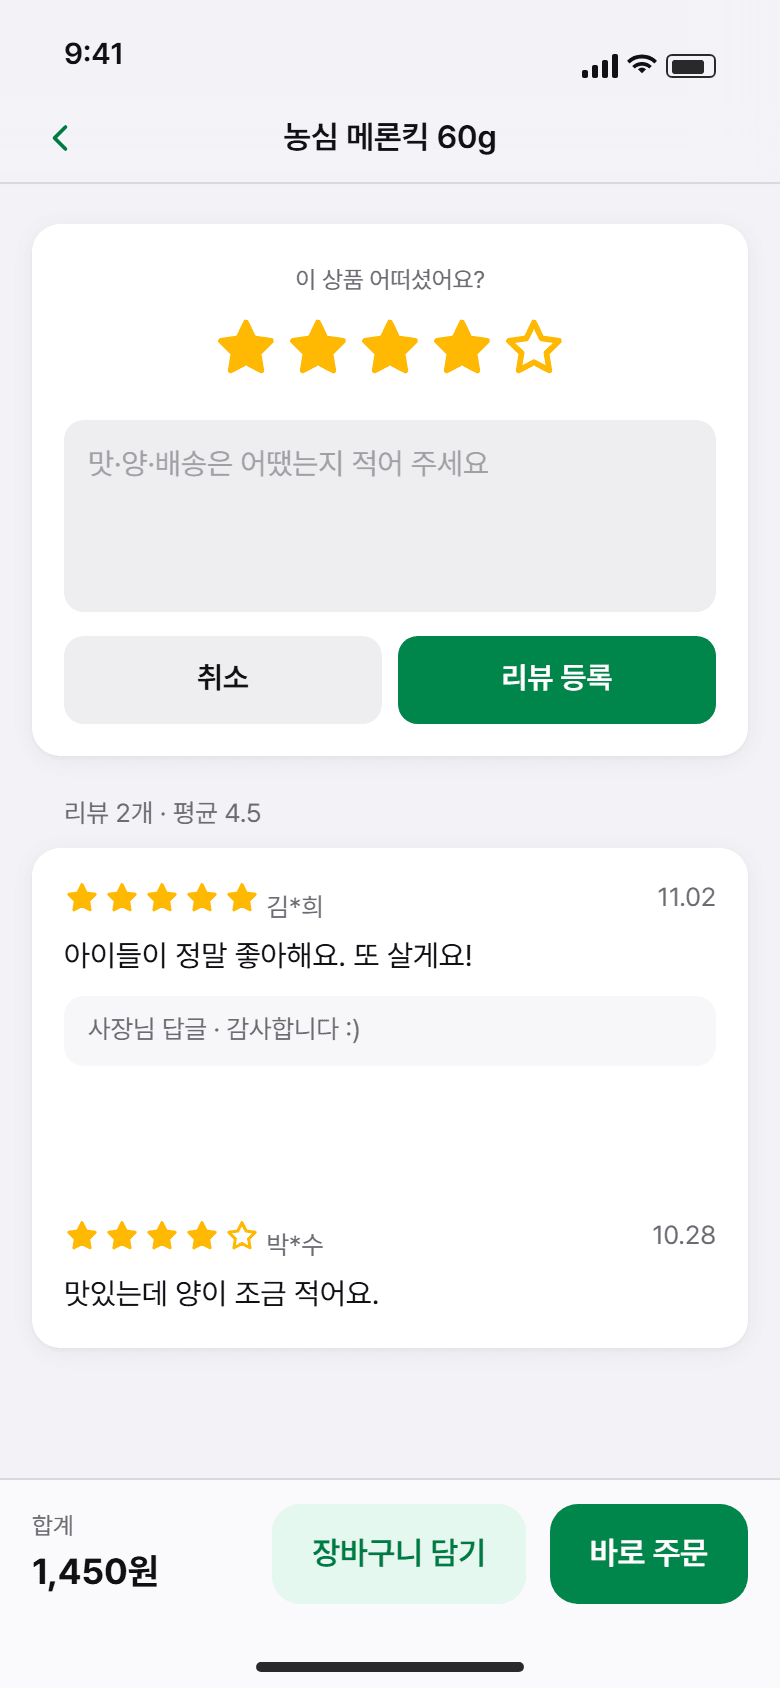 9:41
농심 메론킥 60g
이 상품 어떠셨어요?
맛·양·배송은 어땠는지 적어 주세요
취소
리뷰 등록
리뷰 2개 · 평균 4.5
김*희
11.02
아이들이 정말 좋아해요. 또 살게요!
사장님 답글 · 감사합니다 :)
박*수
10.28
맛있는데 양이 조금 적어요.
합계
1,450원
장바구니 담기
바로 주문